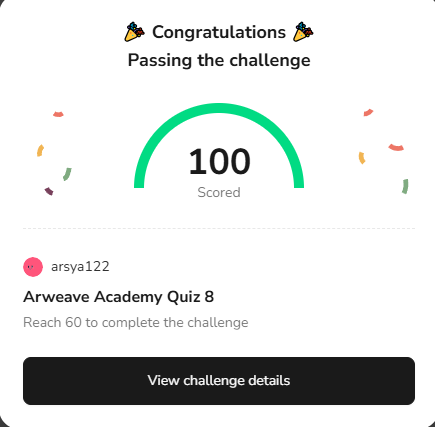 Congratulations
Passing the challenge
100
Scored
arsya122
Arweave Academy Quiz 8
Reach 60 to complete the challenge
View challenge details